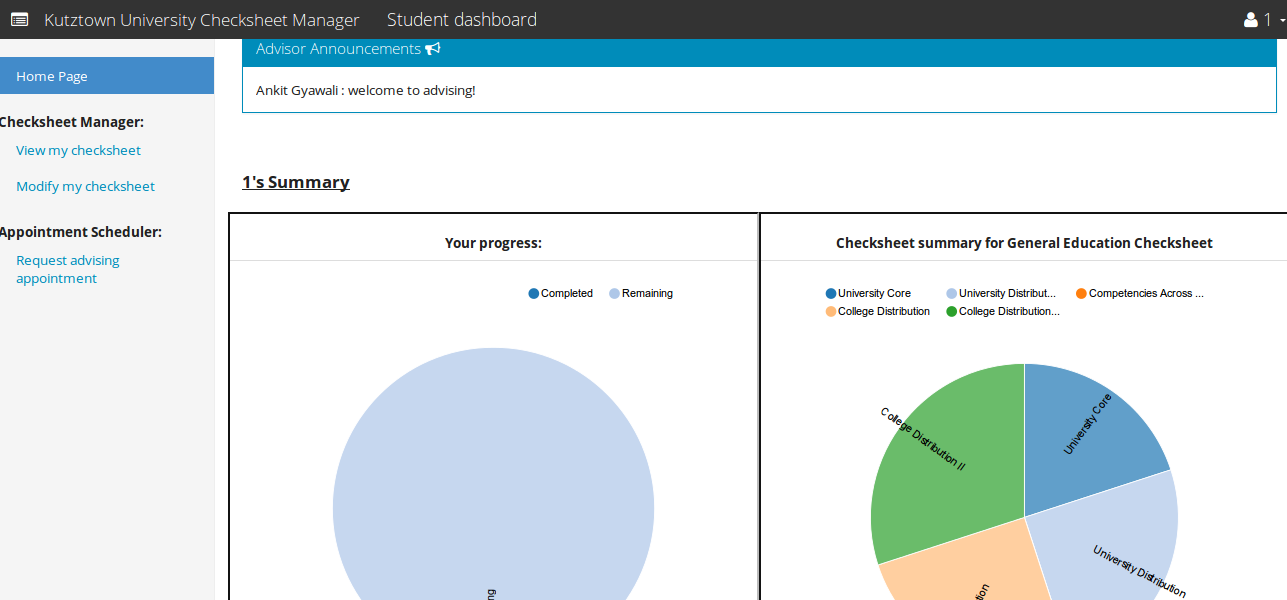 Kutztown University Checksheet Manager
Student dashboard
1
Home Page
Checksheet Manager:
View my checksheet
Modify my checksheet
Appointment Scheduler:
Request advising
appointment
Advisor Announcements
Ankit Gyawali : welcome to advising!
1's Summary
Your progress:
Completed
Remaining
ng
Checksheet summary for General Education Checksheet
University Core
University Distribut...
Competencies Across ...
College Distribution
College Distribution...
University Core
College Distribution II
University Distribution
tion